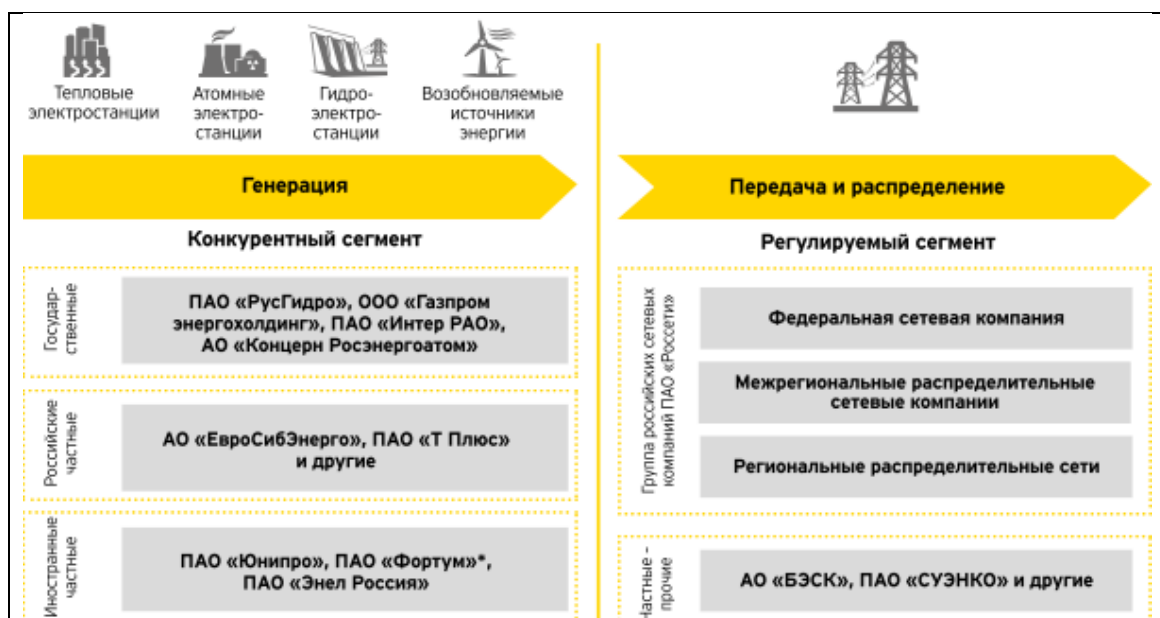 Тепловые
электростанции
Атомные
электро-
станции
Гидро-
электро-
станции
Возобновляемые
источники
энергии
Генерация
Конкурентный сегмент
Государ-
ственные
ПАО «РусГидро», ООО «Газпром
энергохолдинг», ПАО «Интер РАО»,
АО «Концерн Росэнергоатом»
Российские
частные
АО «ЕвроСибЭнерго», ПАО «Т Плюс»
и другие
Иностранные
частные
ПАО «Юнипро», ПАО «Фортум»*,
ПАО «Энел Россия»
Передача и распределение
Регулируемый сегмент
Группа российских сетевых
компаний ПАО «Россети»
Федеральная сетевая компания
Межрегиональные распределительные
сетевые компании
Региональные распределительные сети
Частные –
прочие
АО «БЭСК», ПАО «СУЭНКО» и другие